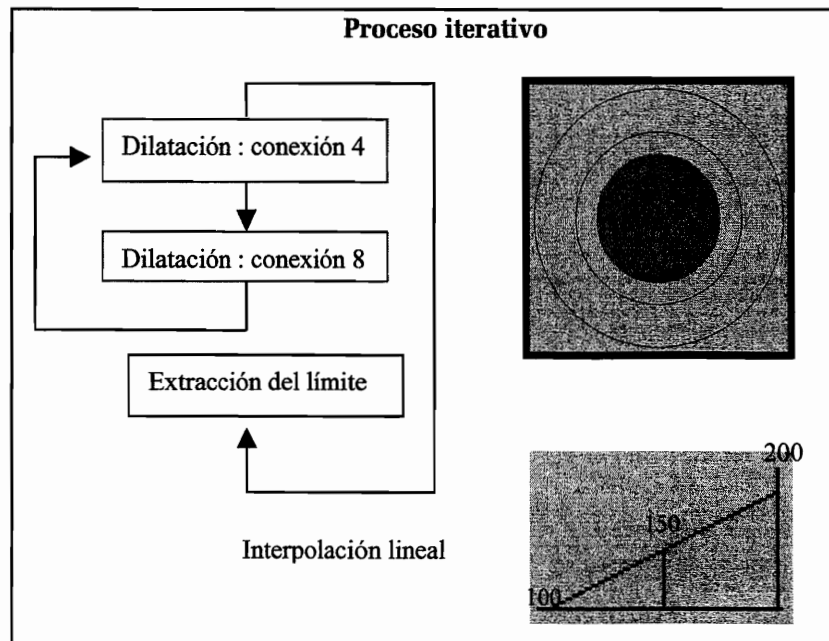 Proceso iterativo
Dilatación : conexión 4
Dilatación : conexión 8
Extracción del límite
Interpolación lineal
200
150
100